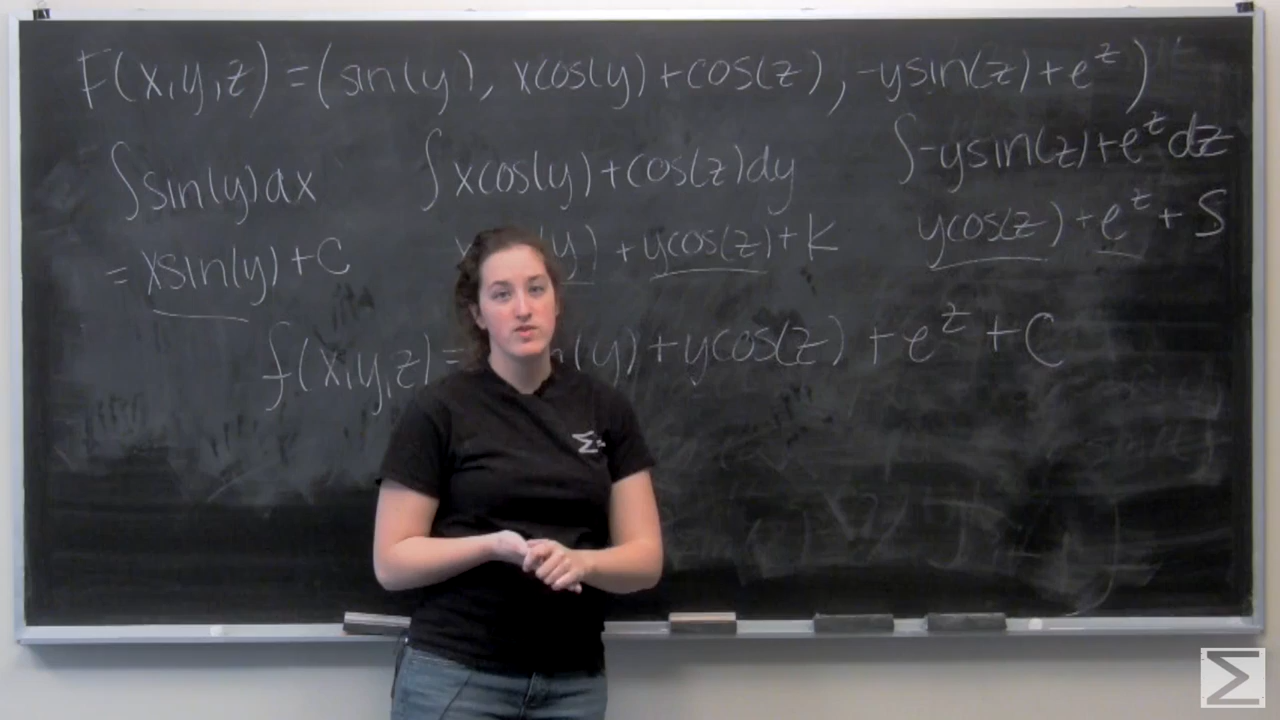 F(x,y,z) = (sin(y), xcos(y)+cos(z), -ysin(z)+e^z)
∫sin(y)dx ∫xcos(y)+cos(z)dy ∫-ysin(z)+e^z dz
= xsin(y)+C y) + ycos(z)+K ycos(z)+e^z+S
f(x,y,z)= n(y)+ycos(z)+e^z+C
Σ
Σ